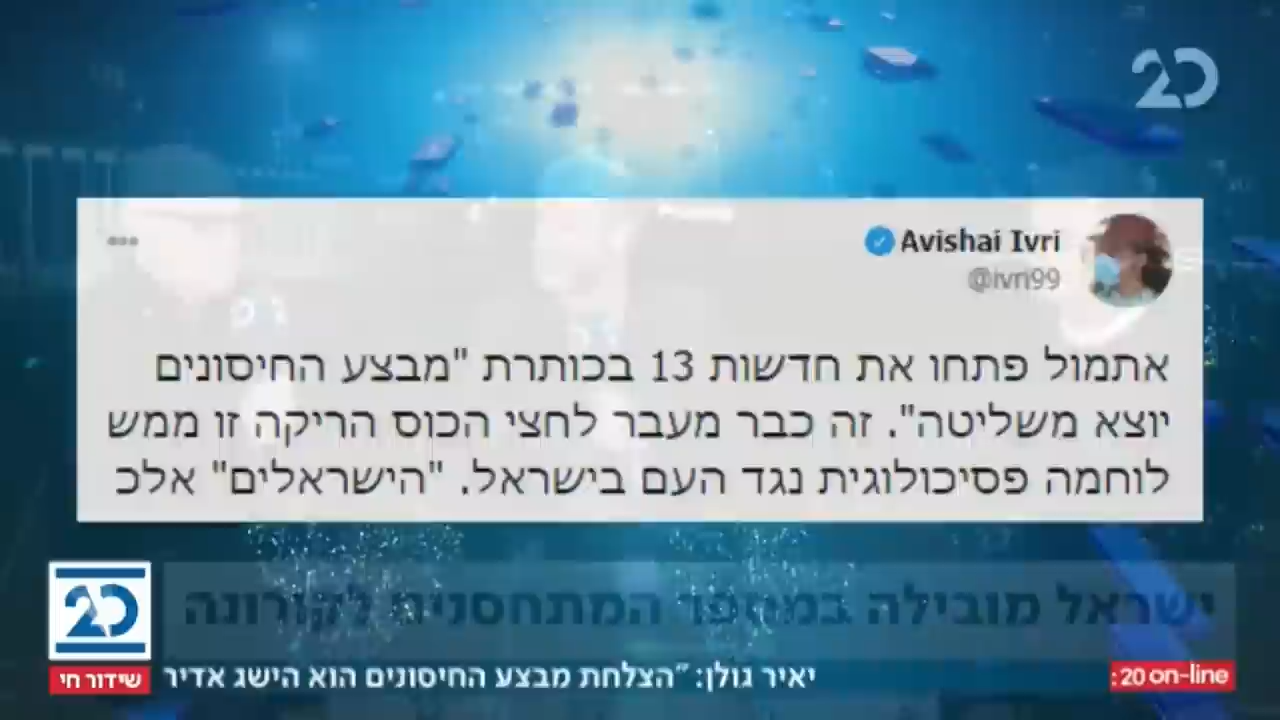 20
Avishai Ivri
@ivri99
אתמול פתחו את חדשות 13 בכותרת "מבצע החיסונים
יוצא משליטה". זה כבר מעבר לחצי הכוס הריקה זו ממש
לוחמה פסיכולוגית נגד העם בישראל. "הישראלים" אלכ
20
ישראל מובילה במספר המתחסנים לקורונה
שידור חי
יאיר גולן: "הצלחת מבצע החיסונים הוא הישג אדיר
20 on-line: